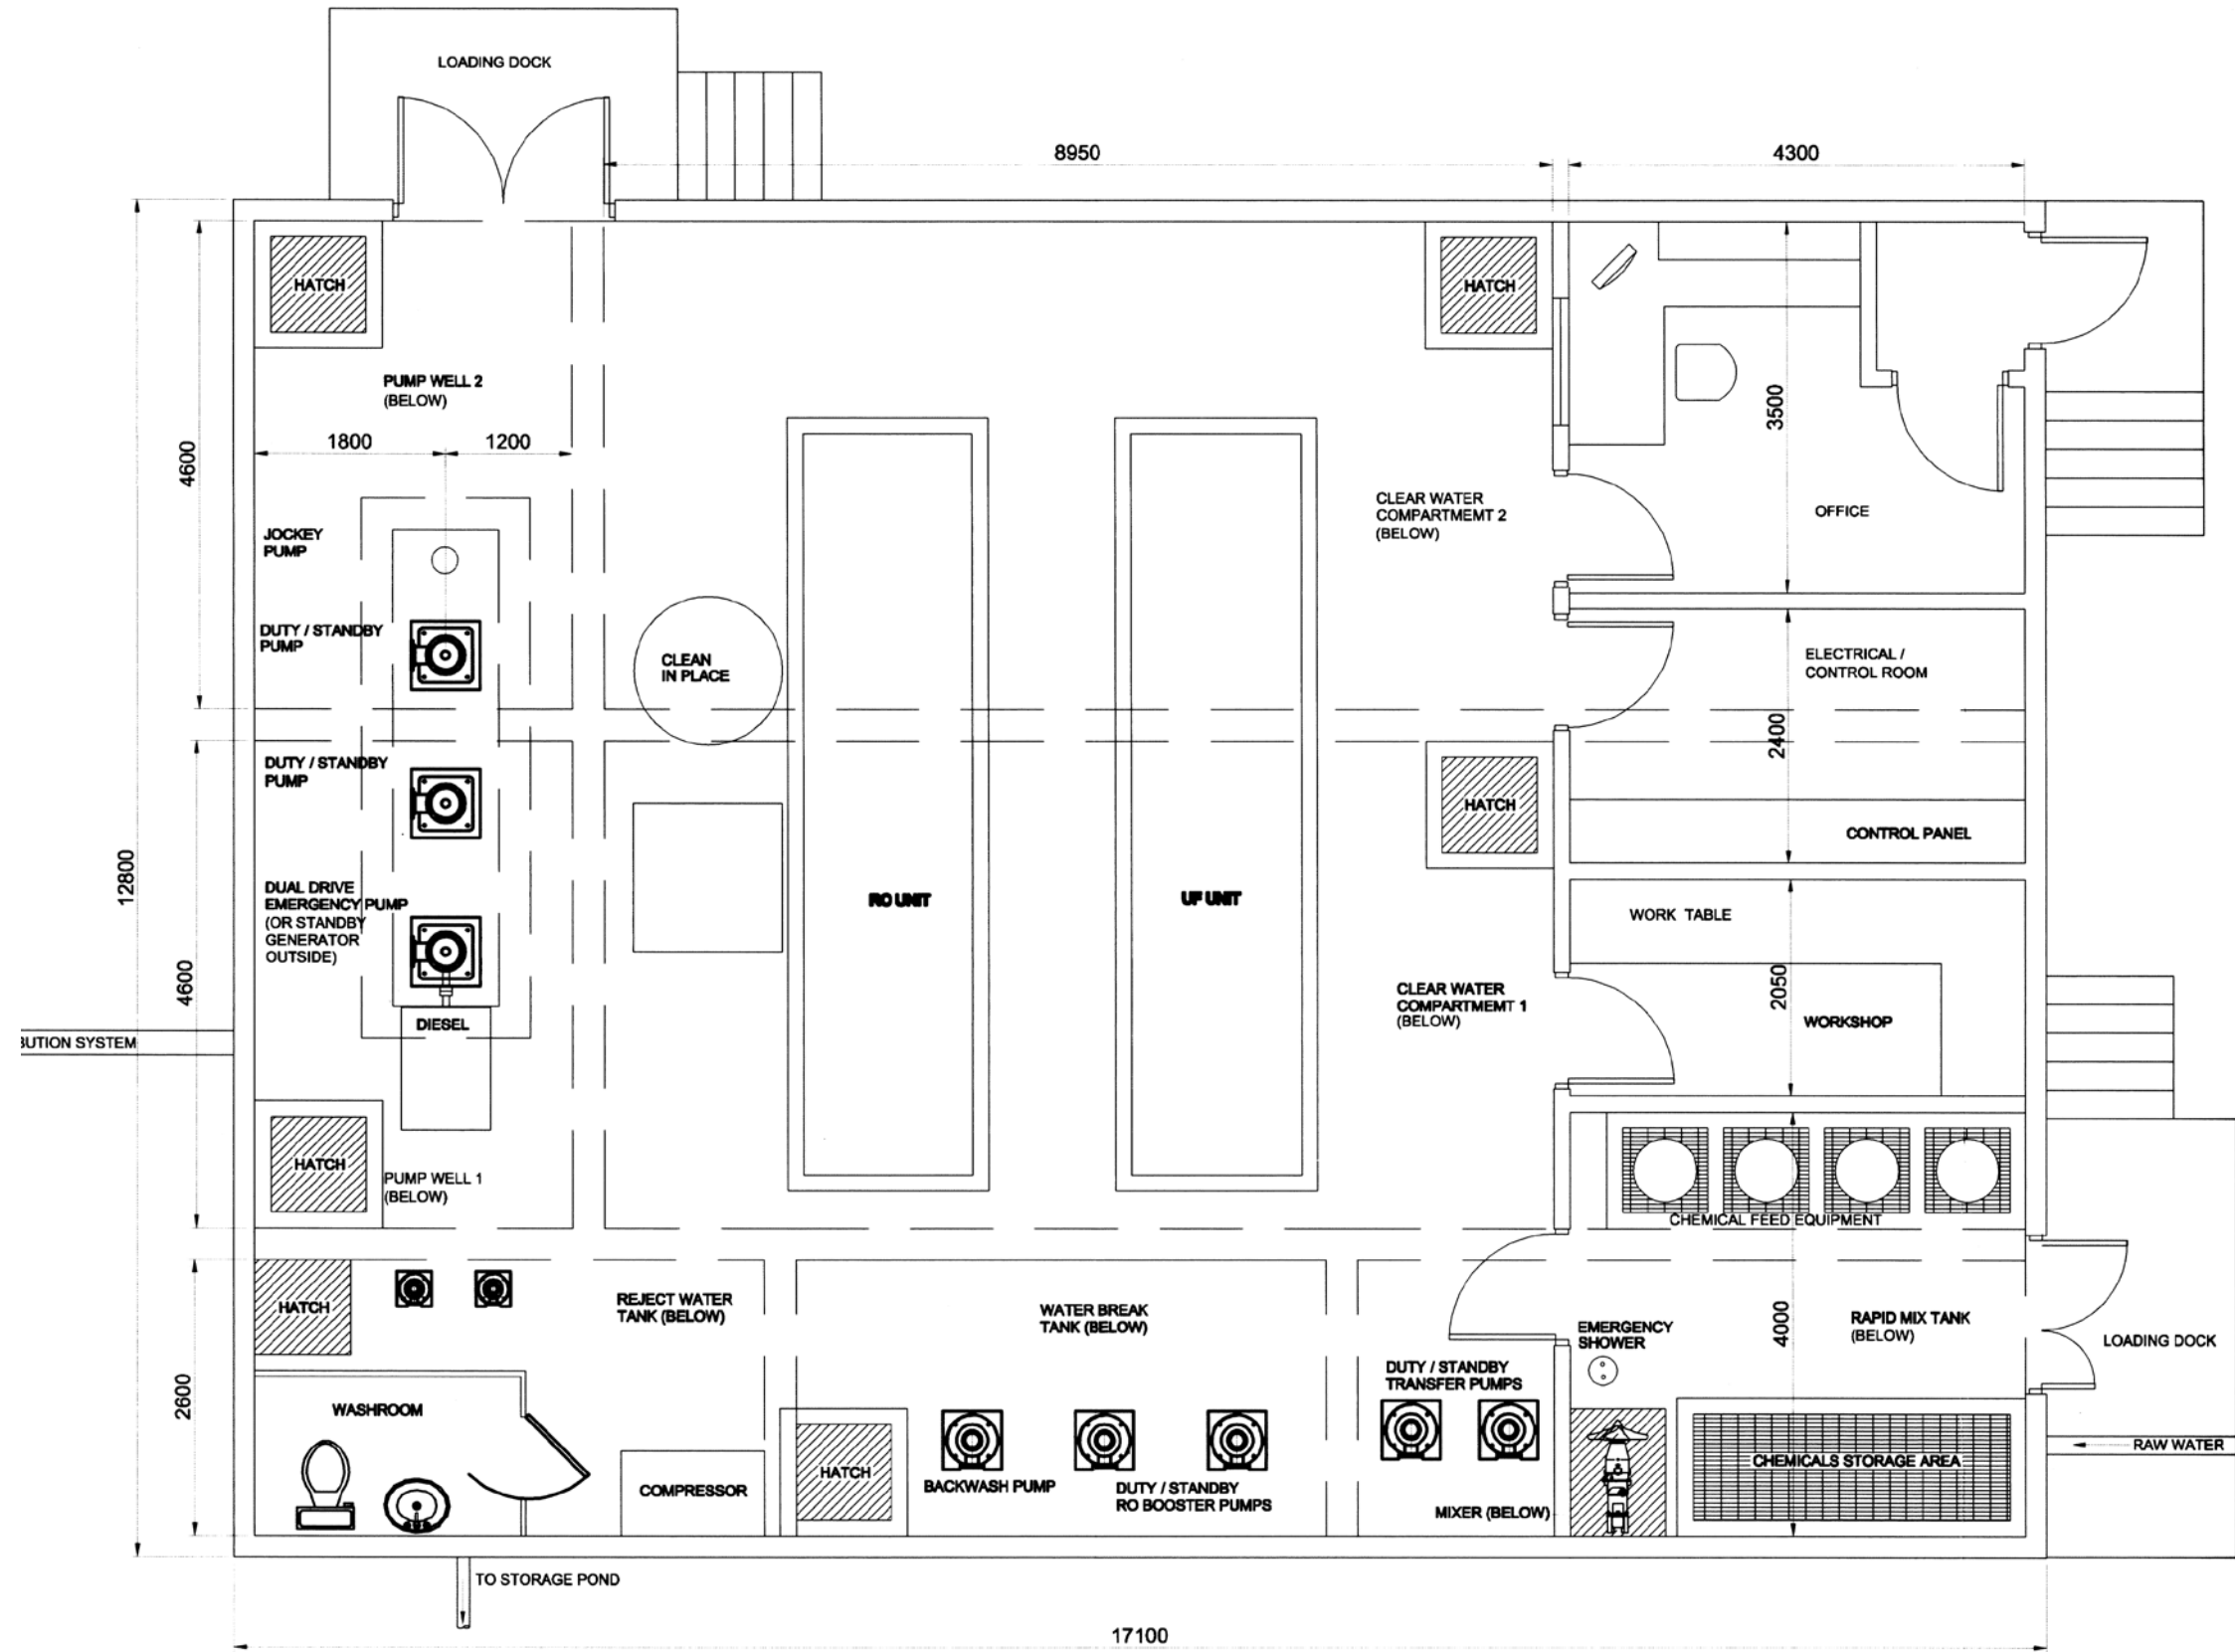 LOADING DOCK
8950
4300
HATCH
HATCH
PUMP WELL 2
(BELOW)
1800
1200
4600
3500
JOCKEY
PUMP
CLEAR WATER
COMPARTMEMT 2
(BELOW)
OFFICE
DUTY / STANDBY
PUMP
CLEAN
IN PLACE
ELECTRICAL /
CONTROL ROOM
2400
DUTY / STANDBY
PUMP
HATCH
CONTROL PANEL
12800
DUAL DRIVE
EMERGENCY PUMP
(OR STANDBY
GENERATOR
OUTSIDE)
RO UNIT
UF UNIT
WORK TABLE
4600
2050
CLEAR WATER
COMPARTMEMT 1
(BELOW)
DIESEL
WORKSHOP
BUTION SYSTEM
HATCH
PUMP WELL 1
(BELOW)
CHEMICAL FEED EQUIPMENT
HATCH
REJECT WATER
TANK (BELOW)
WATER BREAK
TANK (BELOW)
EMERGENCY
SHOWER
4000
RAPID MIX TANK
(BELOW)
LOADING DOCK
2600
DUTY / STANDBY
TRANSFER PUMPS
WASHROOM
RAW WATER
CHEMICALS STORAGE AREA
HATCH
COMPRESSOR
BACKWASH PUMP
DUTY / STANDBY
RO BOOSTER PUMPS
MIXER (BELOW)
TO STORAGE POND
17100